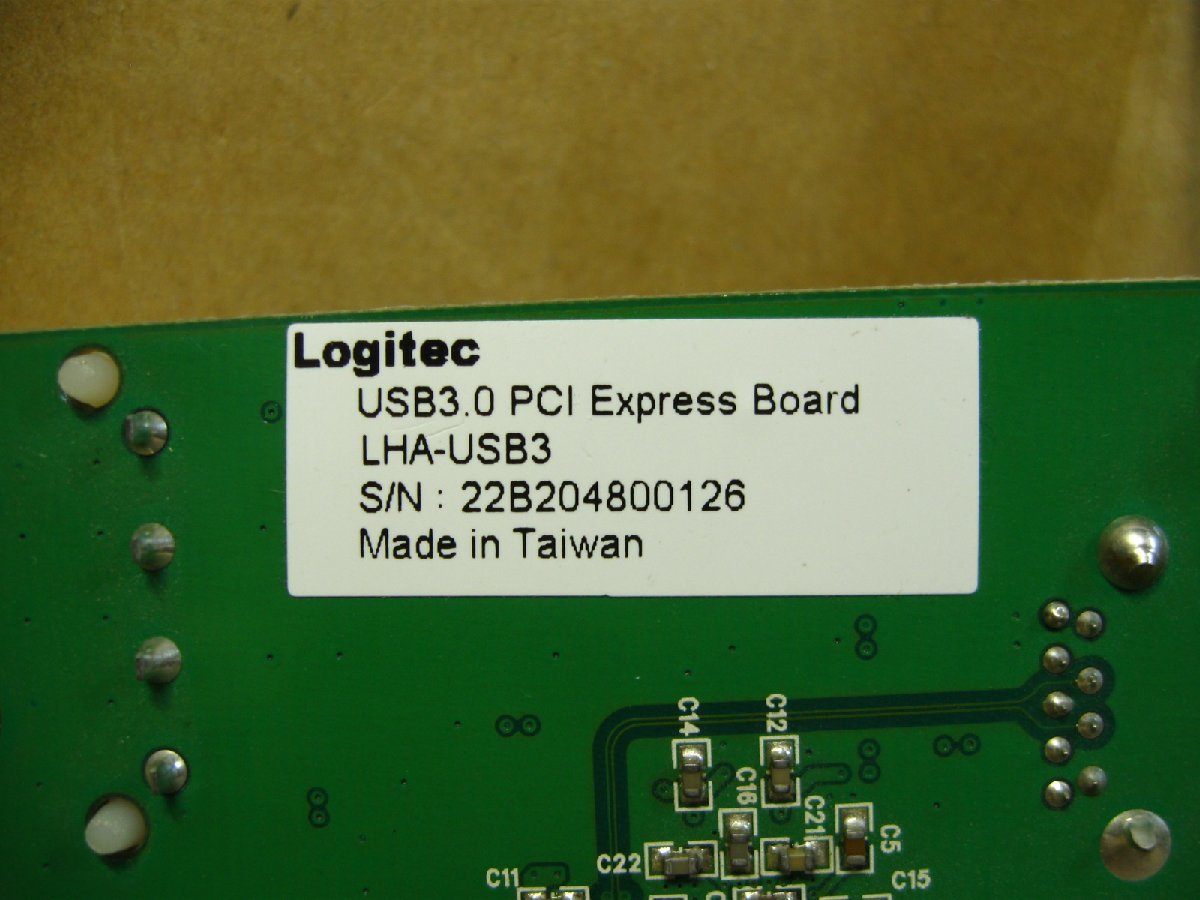 Logitec
USB3.0 PCI Express Board
LHA-USB3
S/N : 22B204800126
Made in Taiwan
C14
C12
C16
C21
C5
C22
C11
C15